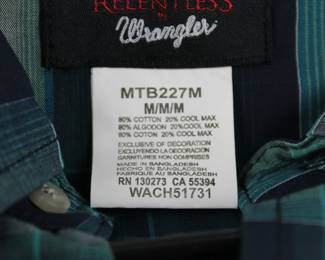 RELENTLESS
by
Wrangler
MTB227M
M/M/M
80% COTTON 20% COOL MAX
80% ALGODON 20% COOL MAX
80% COTON 20% COOL MAX
EXCLUSIVE OF DECORATION
EXCLUYENDO DECORACION
GARNITURES NON COMPRISES
MADE IN BANGLADESH
HECHO EN BANGLADESH
FABRIQUE AU BANGLADESH
RN 130273 CA 55394
WACH51731